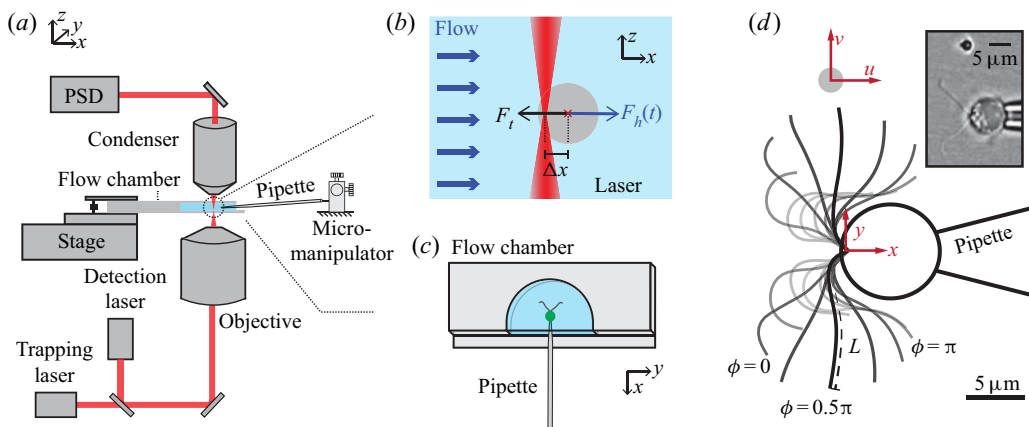 (a)
z
y
x
PSD
Condenser
Flow chamber
Pipette
Stage
Micro-
manipulator
Detection
laser
Objective
Trapping
laser
(b)
Flow
z
x
F_t
F_h(t)
Δx
Laser
(c)
Flow chamber
Pipette
y
x
(d)
v
u
5 μm
y
x
Pipette
L
ϕ = 0
ϕ = π
ϕ = 0.5π
5 μm